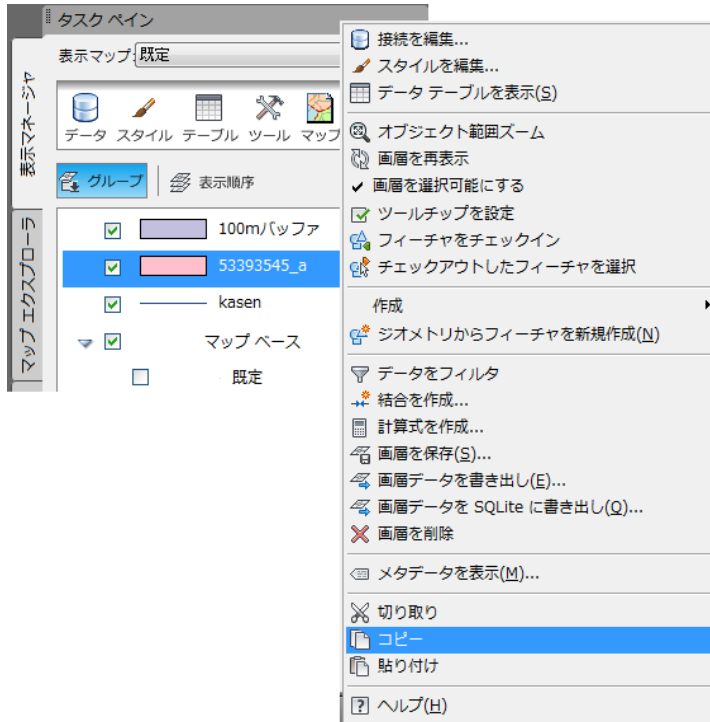 タスク ペイン
表示マップ:既定
データ スタイル テーブル ツール マップ
グループ 表示順序
100mバッファ
53393545_a
kasen
マップ ベース
既定
表示マネージャ
マップ エクスプローラ
接続を編集...
スタイルを編集...
データ テーブルを表示(S)
オブジェクト範囲ズーム
画層を再表示
画層を選択可能にする
ツールチップを設定
フィーチャをチェックイン
チェックアウトしたフィーチャを選択
作成
ジオメトリからフィーチャを新規作成(N)
データをフィルタ
結合を作成...
計算式を作成...
画層を保存(S)...
画層データを書き出し(E)...
画層データを SQLite に書き出し(Q)...
画層を削除
メタデータを表示(M)...
切り取り
コピー
貼り付け
ヘルプ(H)